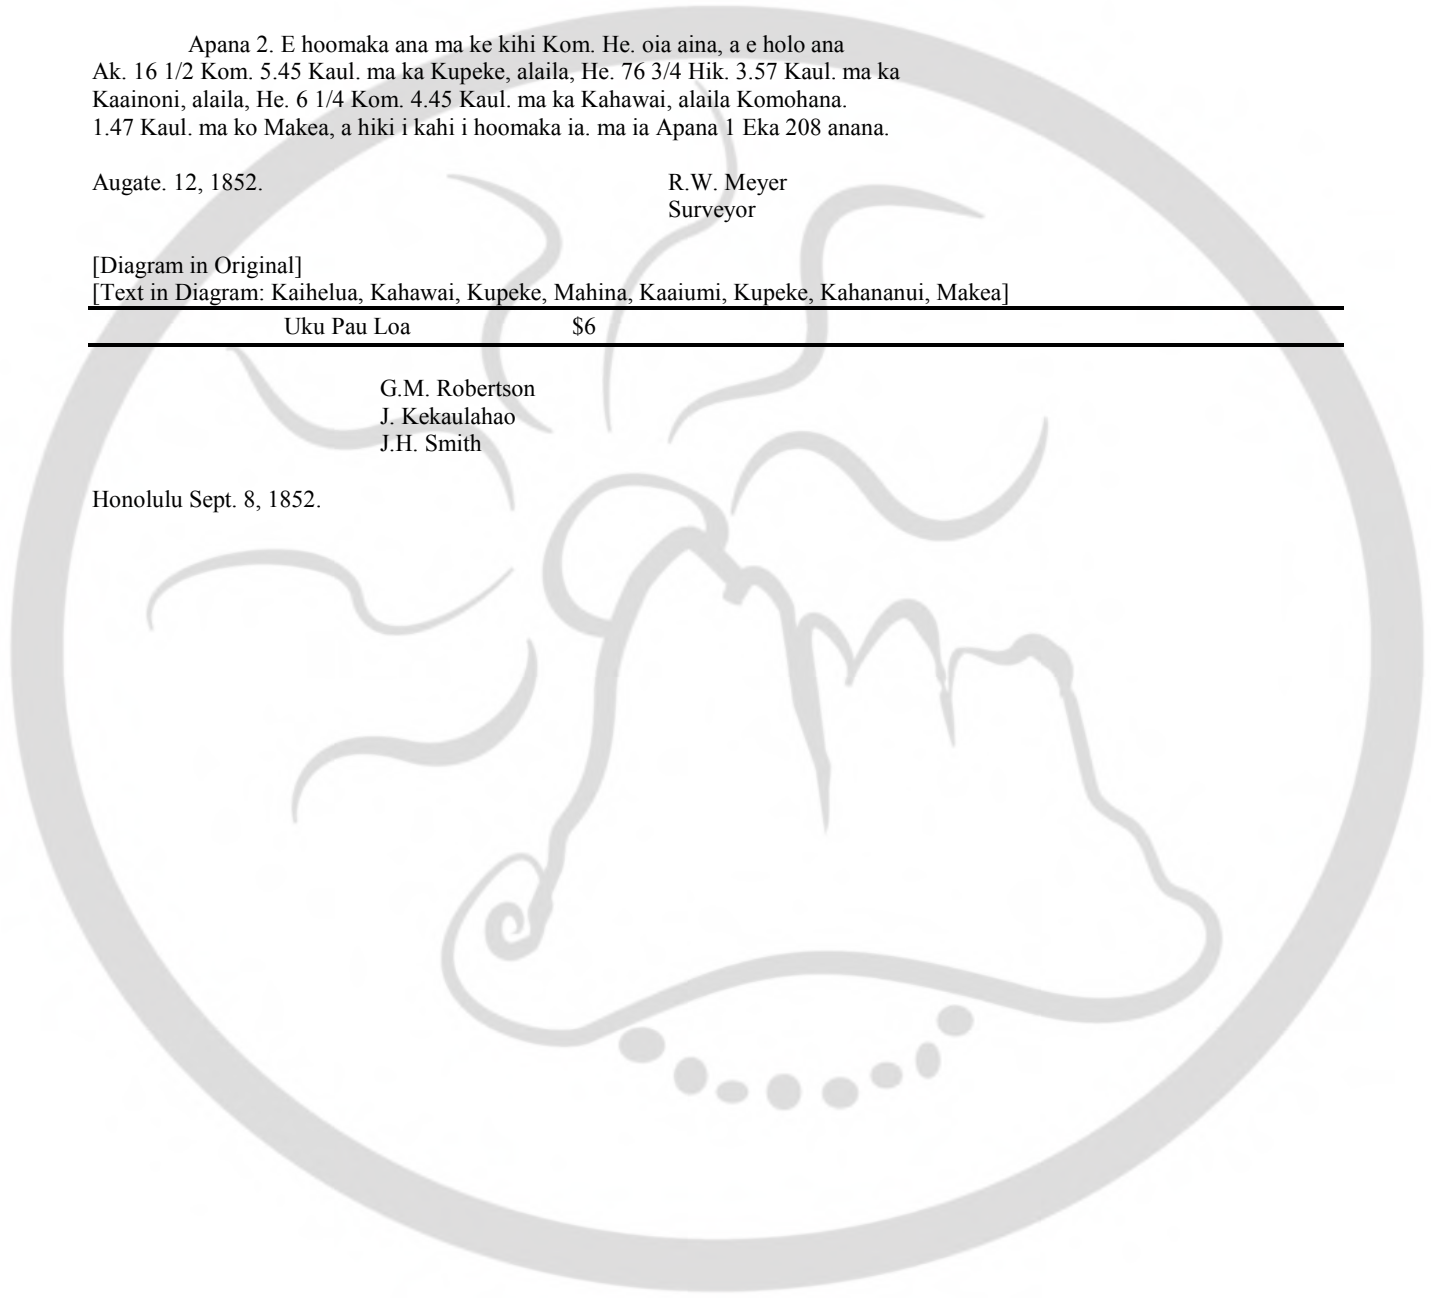 Apana 2. E hoomaka ana ma ke kihi Kom. He. oia aina, a e holo ana
Ak. 16 1/2 Kom. 5.45 Kaul. ma ka Kupeke, alaila, He. 76 3/4 Hik. 3.57 Kaul. ma ka
Kaainoni, alaila, He. 6 1/4 Kom. 4.45 Kaul. ma ka Kahawai, alaila Komohana.
1.47 Kaul. ma ko Makea, a hiki i kahi i hoomaka ia. ma ia Apana 1 Eka 208 anana.
Augate. 12, 1852. R.W. Meyer
Surveyor
[Diagram in Original]
[Text in Diagram: Kaihelua, Kahawai, Kupeke, Mahina, Kaaiumi, Kupeke, Kahananui, Makea]
Uku Pau Loa $6
G.M. Robertson
J. Kekaulahao
J.H. Smith
Honolulu Sept. 8, 1852.